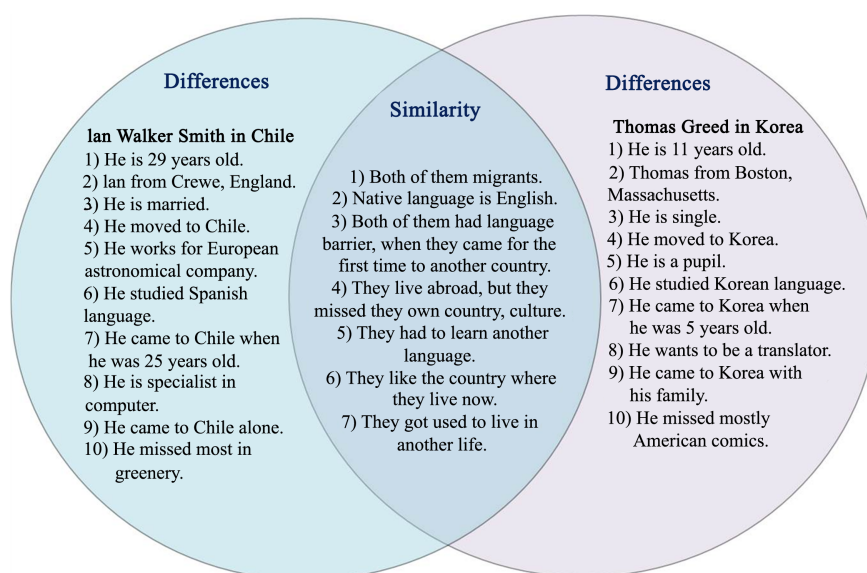 Differences
Ian Walker Smith in Chile
1) He is 29 years old.
2) Ian from Crewe, England.
3) He is married.
4) He moved to Chile.
5) He works for European
astronomical company.
6) He studied Spanish
language.
7) He came to Chile when
he was 25 years old.
8) He is specialist in
computer.
9) He came to Chile alone.
10) He missed most in
greenery.
Similarity
1) Both of them migrants.
2) Native language is English.
3) Both of them had language
barrier, when they came for the
first time to another country.
4) They live abroad, but they
missed they own country, culture.
5) They had to learn another
language.
6) They like the country where
they live now.
7) They got used to live in
another life.
Differences
Thomas Greed in Korea
1) He is 11 years old.
2) Thomas from Boston,
Massachusetts.
3) He is single.
4) He moved to Korea.
5) He is a pupil.
6) He studied Korean language.
7) He came to Korea when
he was 5 years old.
8) He wants to be a translator.
9) He came to Korea with
his family.
10) He missed mostly
American comics.